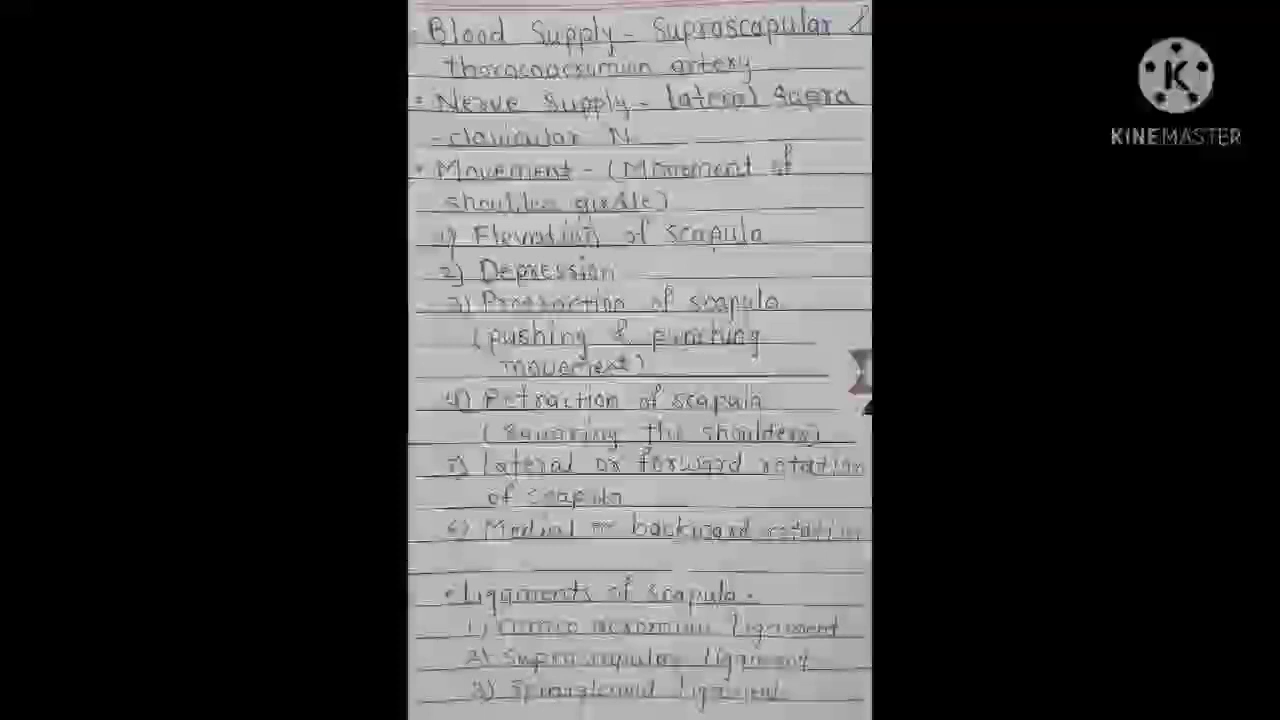 Blood Supply - Suprascapular &
thoracoacromian artery
Nerve Supply - lateral Supra
- clavicular N.
Movement - (Movement of
shoulder girdle)
1) Elevation of scapula
2) Depression
3) Protraction of scapula
(pushing & punching
movement)
4) Retraction of scapula
(Squaring the shoulders)
5) Lateral or forward rotation
of scapula
6) Medial or backward rotation
Ligaments of scapula -
1) Coraco acromian ligament
2) Suprascapular ligament
3) Spinoglenoid ligament
K
KINEMASTER